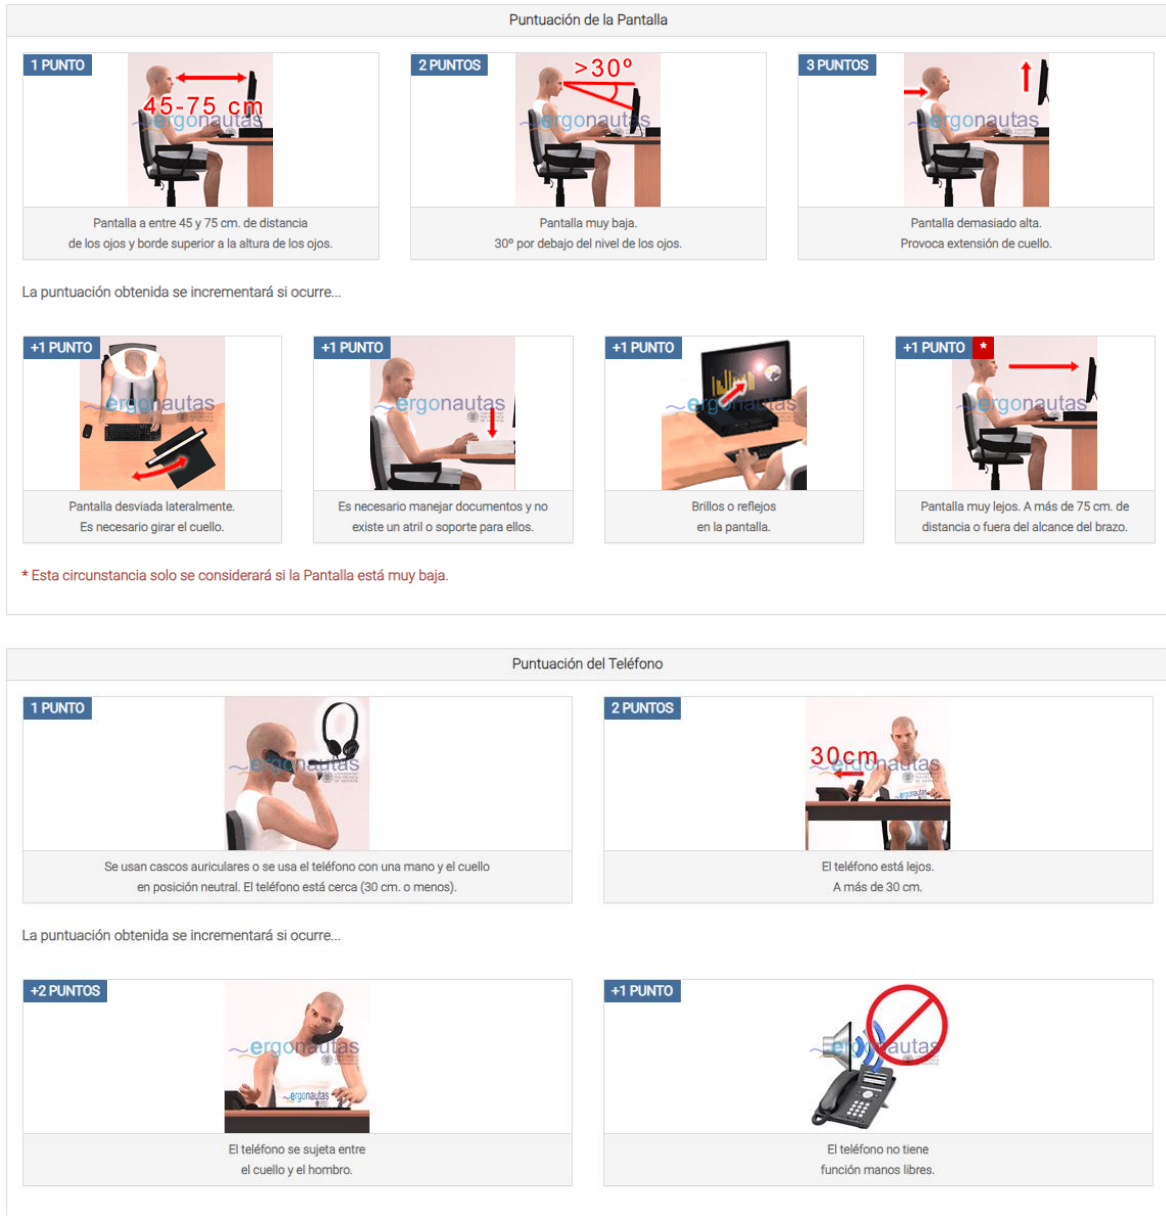 Puntuación de la Pantalla
1 PUNTO
45-75 cm
ergonautas
Pantalla a entre 45 y 75 cm. de distancia
de los ojos y borde superior a la altura de los ojos.
2 PUNTOS
>30º
ergonautas
Pantalla muy baja.
30º por debajo del nivel de los ojos.
3 PUNTOS
ergonautas
Pantalla demasiado alta.
Provoca extensión de cuello.
La puntuación obtenida se incrementará si ocurre...
+1 PUNTO
ergonautas
Pantalla desviada lateralmente.
Es necesario girar el cuello.
+1 PUNTO
ergonautas
Es necesario manejar documentos y no
existe un atril o soporte para ellos.
+1 PUNTO
ergonautas
Brillos o reflejos
en la pantalla.
+1 PUNTO *
ergonautas
Pantalla muy lejos. A más de 75 cm. de
distancia o fuera del alcance del brazo.
* Esta circunstancia solo se considerará si la Pantalla está muy baja.
Puntuación del Teléfono
1 PUNTO
ergonautas
Se usan cascos auriculares o se usa el teléfono con una mano y el cuello
en posición neutral. El teléfono está cerca (30 cm. o menos).
2 PUNTOS
30cm
ergonautas
El teléfono está lejos.
A más de 30 cm.
La puntuación obtenida se incrementará si ocurre...
+2 PUNTOS
ergonautas
ergonautas
El teléfono se sujeta entre
el cuello y el hombro.
+1 PUNTO
ergonautas
El teléfono no tiene
función manos libres.